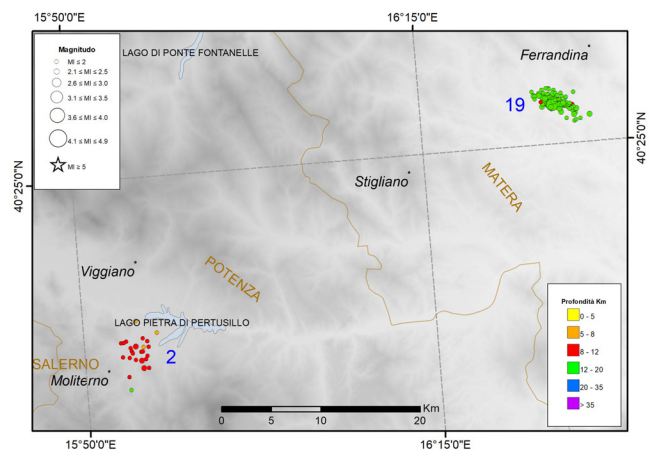 15°50'0"E
16°15'0"E
Magnitudo
Ml ≤ 2
2.1 ≤ Ml ≤ 2.5
2.6 ≤ Ml ≤ 3.0
3.1 ≤ Ml ≤ 3.5
3.6 ≤ Ml ≤ 4.0
4.1 ≤ Ml ≤ 4.9
Ml ≥ 5
LAGO DI PONTE FONTANELLE
Ferrandina
19
40°25'0"N
40°25'0"N
Stigliano
MATERA
Viggiano
POTENZA
LAGO PIETRA DI PERTUSILLO
2
SALERNO
Moliterno
Profondità Km
0 - 5
5 - 8
8 - 12
12 - 20
20 - 35
> 35
Km
0
5
10
20
15°50'0"E
16°15'0"E